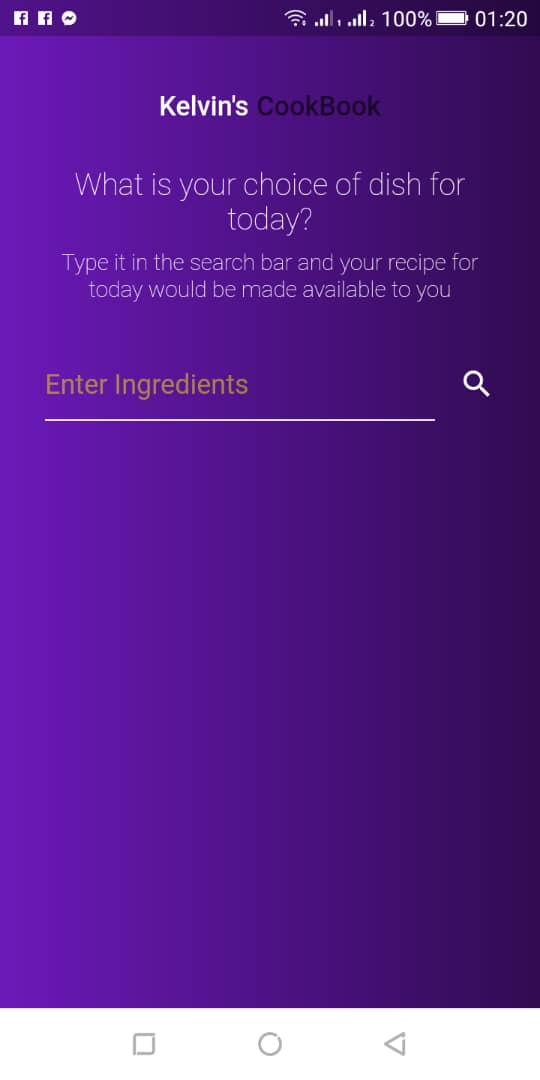 100% 01:20
Kelvin's CookBook
What is your choice of dish for
today?
Type it in the search bar and your recipe for
today would be made available to you
Enter Ingredients